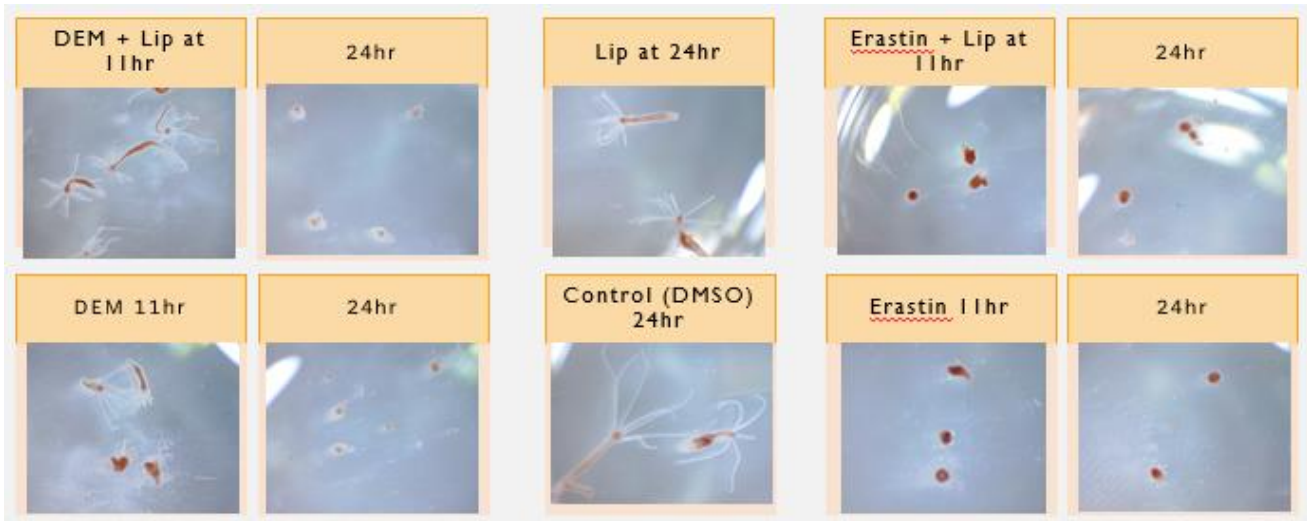 DEM + Lip at
11hr
24hr
Lip at 24hr
Erastin + Lip at
11hr
24hr
DEM 11hr
24hr
Control (DMSO)
24hr
Erastin 11hr
24hr